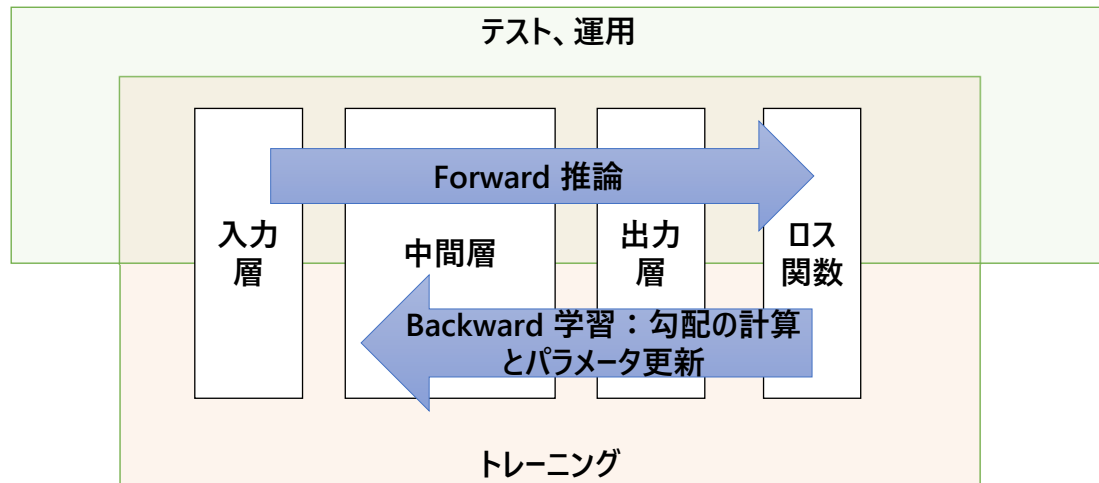 テスト、運用
Forward 推論
入力
層
中間層
出力
層
ロス
関数
Backward 学習：勾配の計算
とパラメータ更新
トレーニング